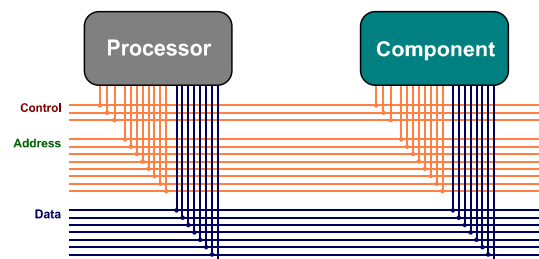 Processor
Component
Control
Address
Data